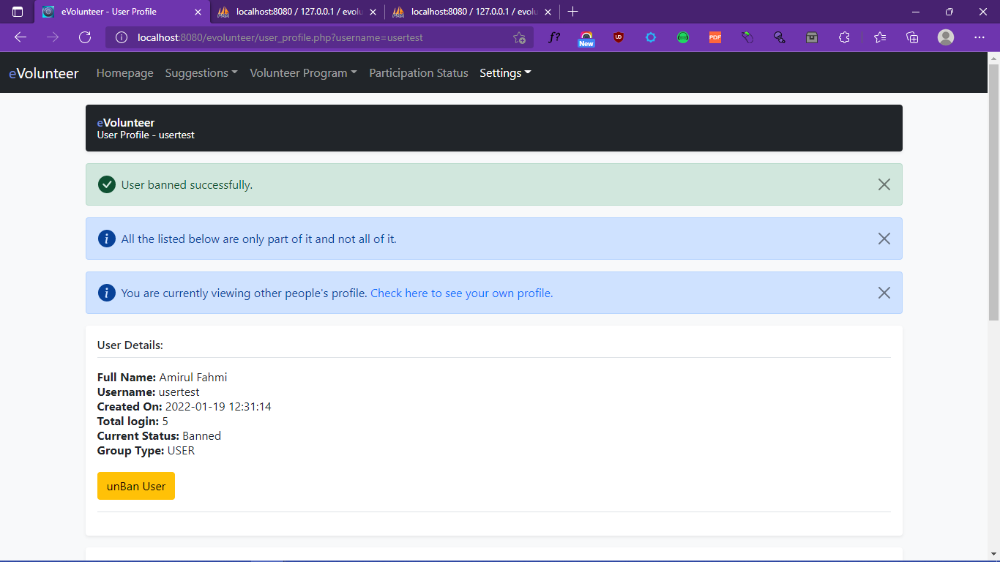 eVolunteer - User Profile
localhost:8080 / 127.0.0.1 / evolu
localhost:8080 / 127.0.0.1 / evolu
localhost:8080/evolunteer/user_profile.php?username=usertest
f?
New
UD
PDF
eVolunteer
Homepage
Suggestions
Volunteer Program
Participation Status
Settings
eVolunteer
User Profile - usertest
User banned successfully.
All the listed below are only part of it and not all of it.
You are currently viewing other people's profile. Check here to see your own profile.
User Details:
Full Name: Amirul Fahmi
Username: usertest
Created On: 2022-01-19 12:31:14
Total login: 5
Current Status: Banned
Group Type: USER
unBan User